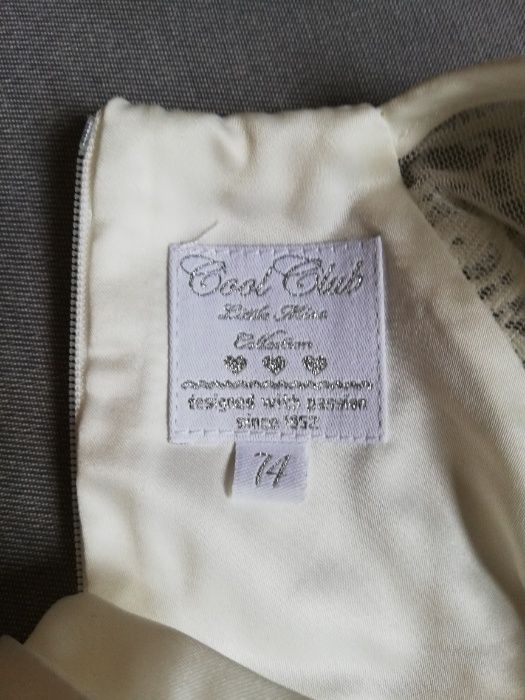 Cool Club
Little Miss
Collection
designed with passion
since 1952
74